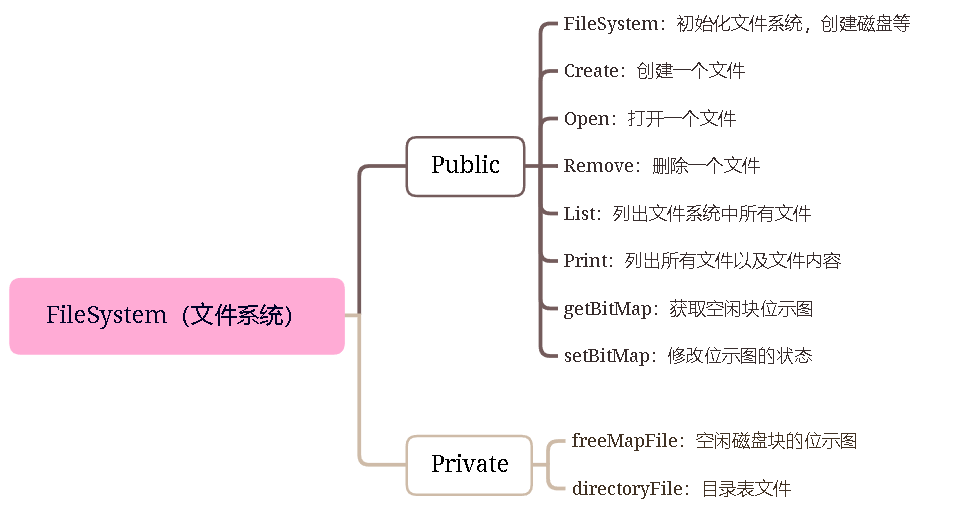 FileSystem（文件系统）
Public
FileSystem：初始化文件系统，创建磁盘等
Create：创建一个文件
Open：打开一个文件
Remove：删除一个文件
List：列出文件系统中所有文件
Print：列出所有文件以及文件内容
getBitMap：获取空闲块位示图
setBitMap：修改位示图的状态
Private
freeMapFile：空闲磁盘块的位示图
directoryFile：目录表文件